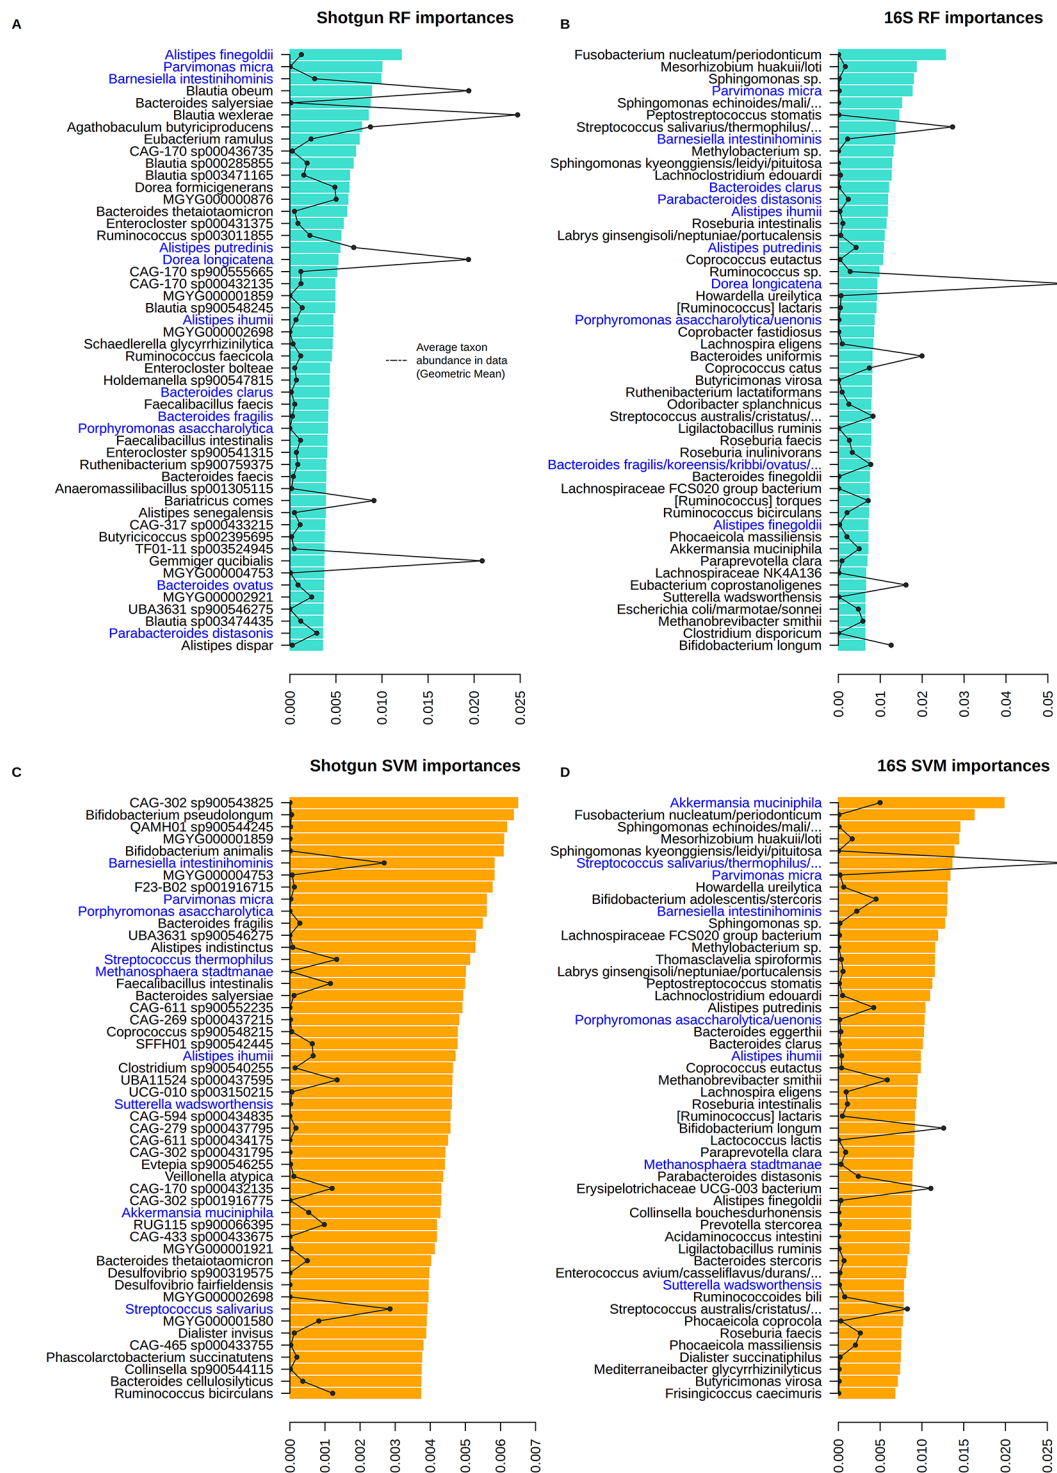 A
Shotgun RF importances
Alistipes finegoldii
Parvimonas micra
Barnesiella intestinihominis
Blautia obeum
Bacteroides salyersiae
Blautia wexlerae
Agathobaculum butyriciproducens
Eubacterium ramulus
CAG-170 sp000436735
Blautia sp000285855
Blautia sp003471165
Dorea formicigenerans
MGYG000000876
Bacteroides thetaiotaomicron
Enterocloster sp000431375
Ruminococcus sp003011855
Alistipes putredinis
Dorea longicatena
CAG-170 sp900555665
CAG-170 sp000432135
MGYG000001859
Blautia sp900548245
Alistipes ihumii
MGYG000002698
Schaedlerella glycyrrhizinilytica
Ruminococcus faecicola
Enterocloster bolteae
Holdemanella sp900547815
Bacteroides clarus
Faecalibacillus faecis
Bacteroides fragilis
Porphyromonas asaccharolytica
Faecalibacillus intestinalis
Enterocloster sp900541315
Ruthenibacterium sp900759375
Bacteroides faecis
Anaeromassilibacillus sp001305115
Bariatricus comes
Alistipes senegalensis
CAG-317 sp000433215
Butyricicoccus sp002395695
TF01-11 sp003524945
Gemmiger qucibialis
MGYG000004753
Bacteroides ovatus
MGYG000002921
UBA3631 sp900546275
Blautia sp003474435
Parabacteroides distasonis
Alistipes dispar
Average taxon
abundance in data
(Geometric Mean)
0.000 0.005 0.010 0.015 0.020 0.025
B
16S RF importances
Fusobacterium nucleatum/periodonticum
Mesorhizobium huakuii/loti
Sphingomonas sp.
Parvimonas micra
Sphingomonas echinoides/mali/...
Peptostreptococcus stomatis
Streptococcus salivarius/thermophilus/...
Barnesiella intestinihominis
Methylobacterium sp.
Sphingomonas kyeonggiensis/leidyi/pituitosa
Lachnoclostridium edouardi
Bacteroides clarus
Parabacteroides distasonis
Alistipes ihumii
Roseburia intestinalis
Labrys ginsengisoli/neptuniae/portucalensis
Alistipes putredinis
Coprococcus eutactus
Ruminococcus sp.
Dorea longicatena
Howardella ureilytica
[Ruminococcus] lactaris
Porphyromonas asaccharolytica/uenonis
Coprobacter fastidiosus
Lachnospira eligens
Bacteroides uniformis
Coprococcus catus
Butyricimonas virosa
Ruthenibacterium lactatiformans
Odoribacter splanchnicus
Streptococcus australis/cristatus/...
Ligilactobacillus ruminis
Roseburia faecis
Roseburia inulinivorans
Bacteroides fragilis/koreensis/kribbi/ovatus/...
Bacteroides finegoldii
Lachnospiraceae FCS020 group bacterium
[Ruminococcus] torques
Ruminococcus bicirculans
Alistipes finegoldii
Phocaeicola massiliensis
Akkermansia muciniphila
Paraprevotella clara
Lachnospiraceae NK4A136
Eubacterium coprostanoligenes
Sutterella wadsworthensis
Escherichia coli/marmotae/sonnei
Methanobrevibacter smithii
Clostridium disporicum
Bifidobacterium longum
0.00 0.01 0.02 0.03 0.04 0.05
C
Shotgun SVM importances
CAG-302 sp900543825
Bifidobacterium pseudolongum
QAMH01 sp900544245
MGYG000001859
Bifidobacterium animalis
Barnesiella intestinihominis
MGYG000004753
F23-B02 sp001916715
Parvimonas micra
Porphyromonas asaccharolytica
Bacteroides fragilis
UBA3631 sp900546275
Alistipes indistinctus
Streptococcus thermophilus
Methanosphaera stadtmanae
Faecalibacillus intestinalis
Bacteroides salyersiae
CAG-611 sp900552235
CAG-269 sp000437215
Coprococcus sp900548215
SFFH01 sp900542445
Alistipes ihumii
Clostridium sp900540255
UBA11524 sp000437595
UCG-010 sp003150215
Sutterella wadsworthensis
CAG-594 sp000434835
CAG-279 sp000437795
CAG-611 sp000434175
CAG-302 sp000431795
Evtepia sp900546255
Veillonella atypica
CAG-170 sp000432135
CAG-302 sp001916775
Akkermansia muciniphila
RUG115 sp900066395
CAG-433 sp000433675
MGYG000001921
Bacteroides thetaiotaomicron
Desulfovibrio sp900319575
Desulfovibrio fairfieldensis
MGYG000002698
Streptococcus salivarius
MGYG000001580
Dialister invisus
CAG-465 sp000433755
Phascolarctobacterium succinatutens
Collinsella sp900544115
Bacteroides cellulosilyticus
Ruminococcus bicirculans
0.000 0.001 0.002 0.003 0.004 0.005 0.006 0.007
D
16S SVM importances
Akkermansia muciniphila
Fusobacterium nucleatum/periodonticum
Sphingomonas echinoides/mali/...
Mesorhizobium huakuii/loti
Sphingomonas kyeonggiensis/leidyi/pituitosa
Streptococcus salivarius/thermophilus/...
Parvimonas micra
Howardella ureilytica
Bifidobacterium adolescentis/stercoris
Barnesiella intestinihominis
Sphingomonas sp.
Lachnospiraceae FCS020 group bacterium
Methylobacterium sp.
Thomasclavelia spiroformis
Labrys ginsengisoli/neptuniae/portucalensis
Peptostreptococcus stomatis
Lachnoclostridium edouardi
Alistipes putredinis
Porphyromonas asaccharolytica/uenonis
Bacteroides eggerthii
Bacteroides clarus
Alistipes ihumii
Coprococcus eutactus
Methanobrevibacter smithii
Lachnospira eligens
Roseburia intestinalis
[Ruminococcus] lactaris
Bifidobacterium longum
Lactococcus lactis
Paraprevotella clara
Methanosphaera stadtmanae
Parabacteroides distasonis
Erysipelotrichaceae UCG-003 bacterium
Alistipes finegoldii
Collinsella bouchesdurhonensis
Prevotella stercorea
Acidaminococcus intestini
Ligilactobacillus ruminis
Bacteroides stercoris
Enterococcus avium/casseliflavus/durans/...
Sutterella wadsworthensis
Ruminococcoides bili
Streptococcus australis/cristatus/...
Phocaeicola coprocola
Roseburia faecis
Phocaeicola massiliensis
Dialister succinatiphilus
Mediterraneibacter glycyrrhizinilyticus
Butyricimonas virosa
Frisingicoccus caecimuris
0.000 0.005 0.010 0.015 0.020 0.025